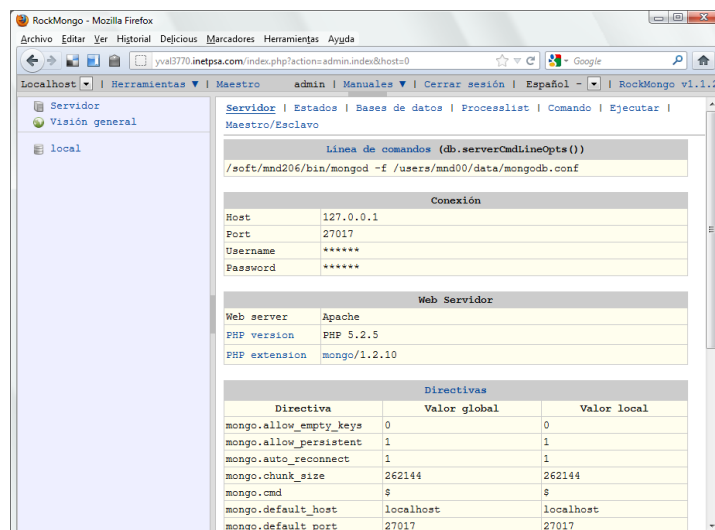 RockMongo - Mozilla Firefox
Archivo Editar Ver Historial Delicious Marcadores Herramientas Ayuda
yval3770.inetpsa.com/index.php?action=admin.index&host=0
Google
Localhost | Herramientas ▼ | Maestro admin | Manuales ▼ | Cerrar sesión | Español - | RockMongo v1.1.2
Servidor
Visión general
local
Servidor | Estados | Bases de datos | Processlist | Comando | Ejecutar |
Maestro/Esclavo
Línea de comandos (db.serverCmdLineOpts())
/soft/mnd206/bin/mongod -f /users/mnd00/data/mongodb.conf
Conexión
Host 127.0.0.1
Port 27017
Username ******
Password ******
Web Servidor
Web server Apache
PHP version PHP 5.2.5
PHP extension mongo/1.2.10
Directivas
Directiva Valor global Valor local
mongo.allow_empty_keys 0 0
mongo.allow_persistent 1 1
mongo.auto_reconnect 1 1
mongo.chunk_size 262144 262144
mongo.cmd $ $
mongo.default_host localhost localhost
mongo.default_port 27017 27017